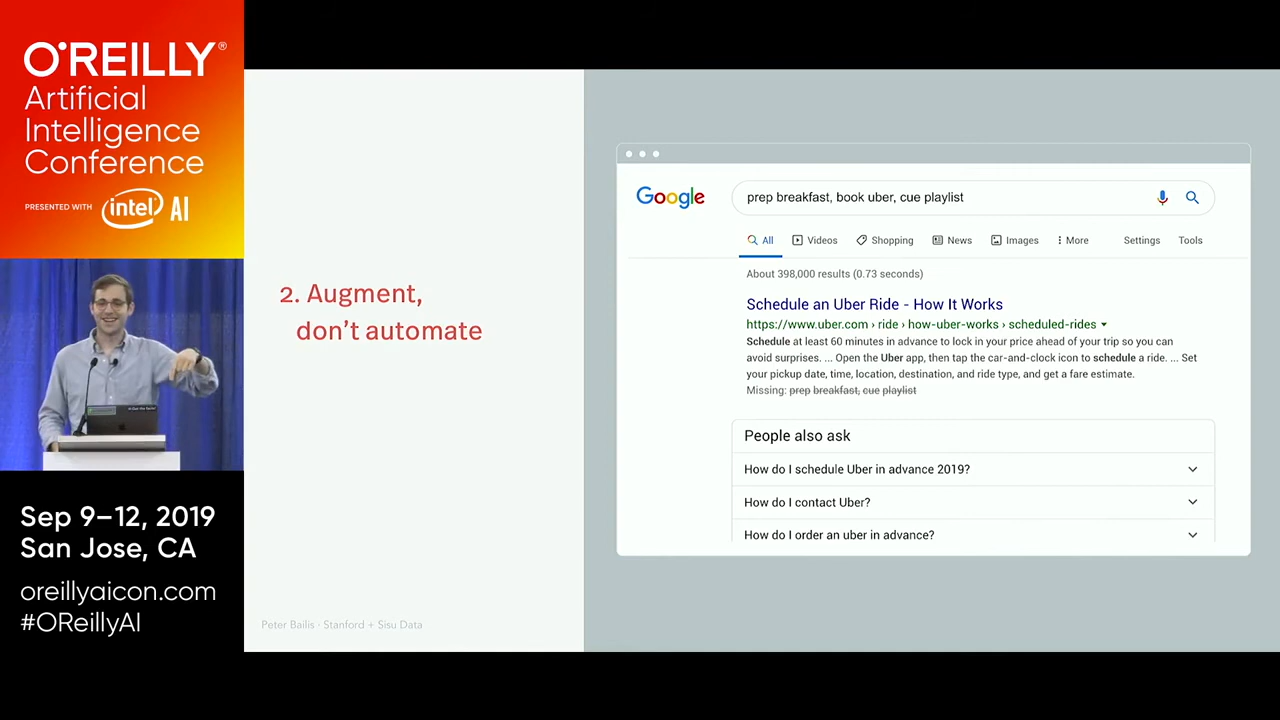 O'REILLY®
Artificial
Intelligence
Conference
PRESENTED WITH intel AI
Sep 9–12, 2019
San Jose, CA
oreillyaicon.com
#OReillyAI
2. Augment,
don't automate
Peter Bailis · Stanford + Sisu Data
Google
prep breakfast, book uber, cue playlist
All Videos Shopping News Images More Settings Tools
About 398,000 results (0.73 seconds)
Schedule an Uber Ride - How It Works
https://www.uber.com › ride › how-uber-works › scheduled-rides
Schedule at least 60 minutes in advance to lock in your price ahead of your trip so you can
avoid surprises. ... Open the Uber app, then tap the car-and-clock icon to schedule a ride. ... Set
your pickup date, time, location, destination, and ride type, and get a fare estimate.
Missing: prep breakfast, cue playlist
People also ask
How do I schedule Uber in advance 2019?
How do I contact Uber?
How do I order an uber in advance?